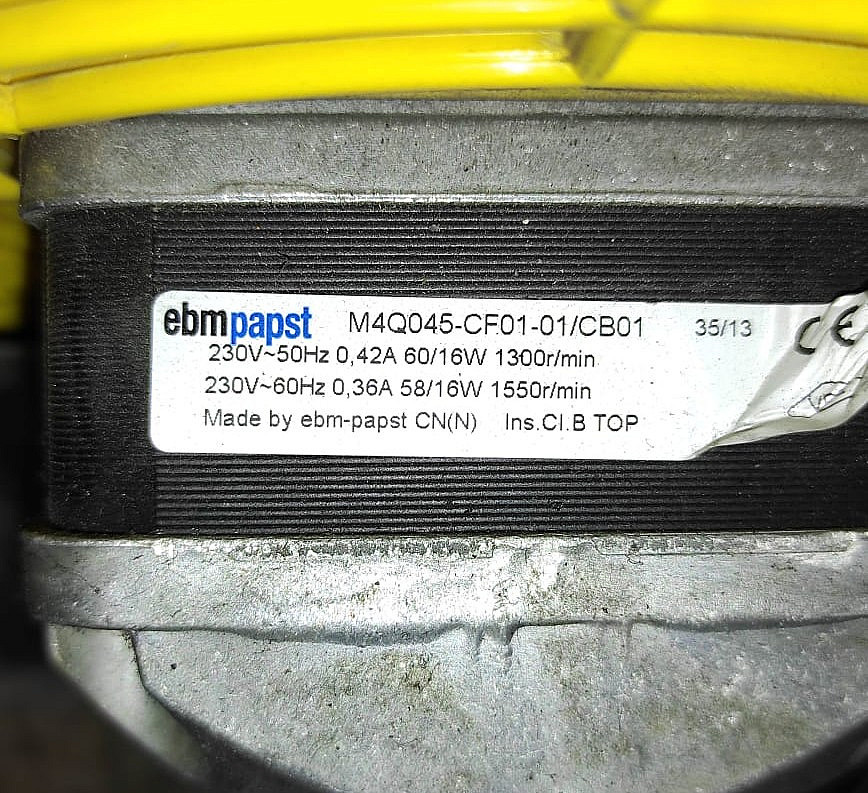 ebmpapst M4Q045-CF01-01/CB01 35/13 CE
230V~50Hz 0,42A 60/16W 1300r/min
230V~60Hz 0,36A 58/16W 1550r/min
Made by ebm-papst CN(N) Ins.Cl.B TOP